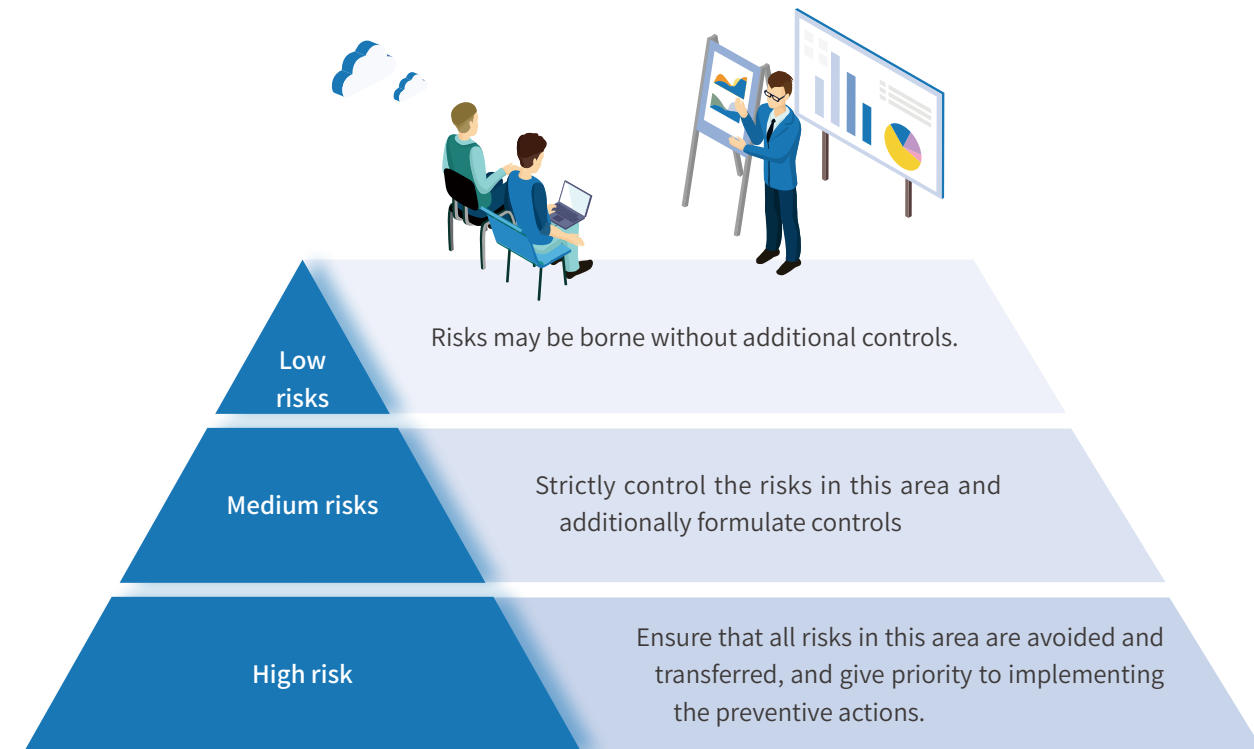 Low
risks
Risks may be borne without additional controls.
Medium risks
Strictly control the risks in this area and
additionally formulate controls
High risk
Ensure that all risks in this area are avoided and
transferred, and give priority to implementing
the preventive actions.